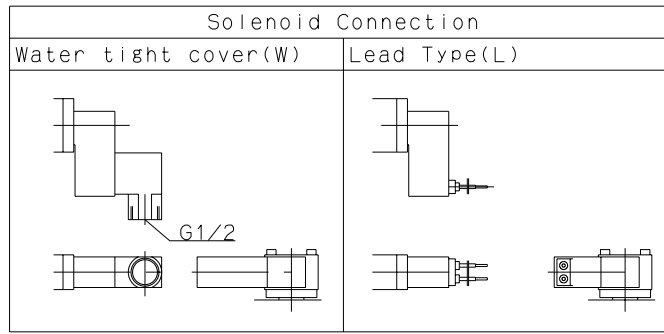 Solenoid Connection
Water tight cover(W)
Lead Type(L)
G1/2